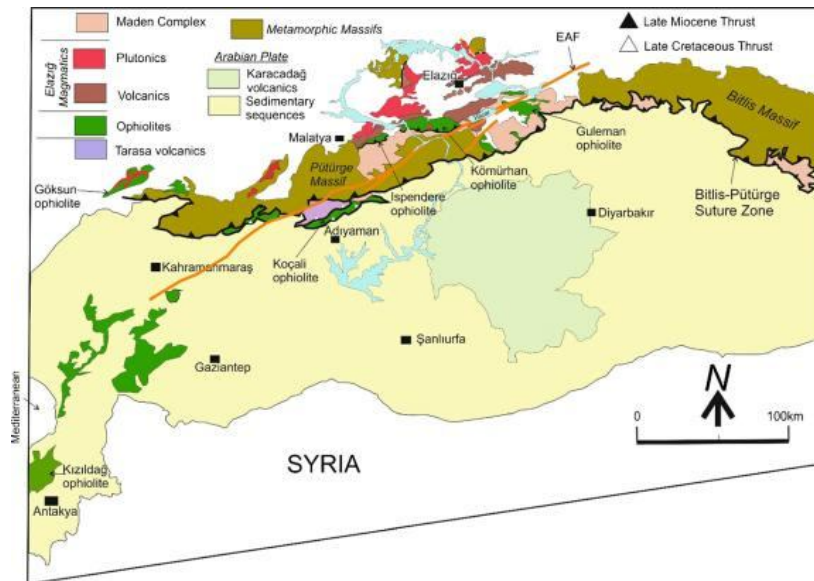 Maden Complex
Metamorphic Massifs
Late Miocene Thrust
Late Cretaceous Thrust
Elazığ
Magmatics
Plutonics
Volcanics
Ophiolites
Tarasa volcanics
Arabian Plate
Karacadağ
volcanics
Sedimentary
sequences
EAF
Elazığ
Malatya
Bitlis Massif
Guleman
ophiolite
Pütürge
Massif
Kömürhan
ophiolite
Ispendere
ophiolite
Göksun
ophiolite
Bitlis-Pütürge
Suture Zone
Diyarbakır
Adıyaman
Koçali ophiolite
Kahramanmaraş
Şanlıurfa
Gaziantep
Mediterranean
N
0
100km
SYRIA
Kızıldağ
ophiolite
Antakya